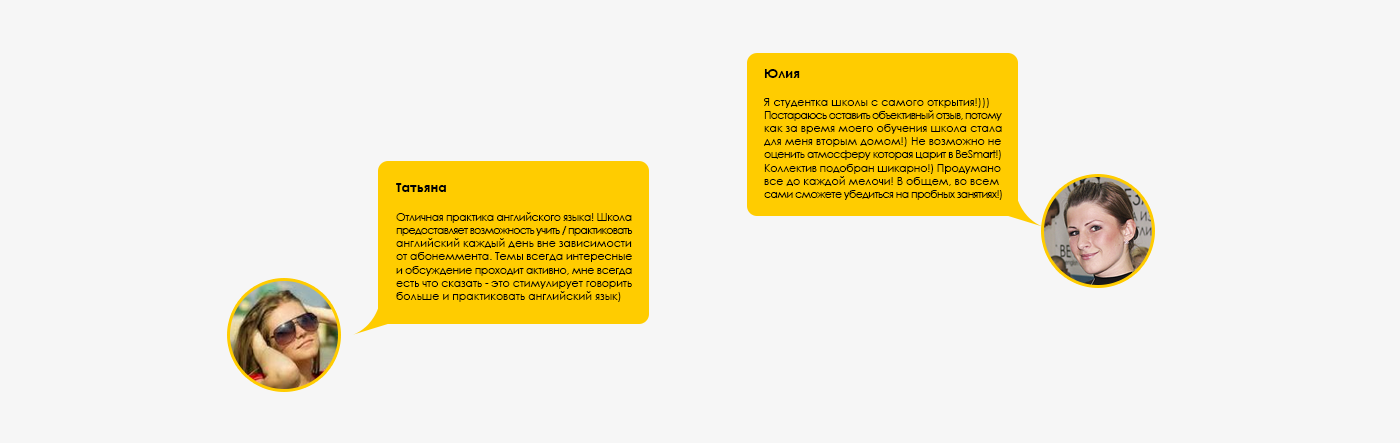 Татьяна
Отличная практика английского языка! Школа
предоставляет возможность учить / практиковать
английский каждый день вне зависимости
от абонеммента. Темы всегда интересные
и обсуждение проходит активно, мне всегда
есть что сказать - это стимулирует говорить
больше и практиковать английский язык)
Юлия
Я студентка школы с самого открытия!)))
Постараюсь оставить объективный отзыв, потому
как за время моего обучения школа стала
для меня вторым домом!) Не возможно не
оценить атмосферу которая царит в BeSmart!)
Коллектив подобран шикарно!) Продумано
все до каждой мелочи! В общем, во всем
сами сможете убедиться на пробных занятиях!)